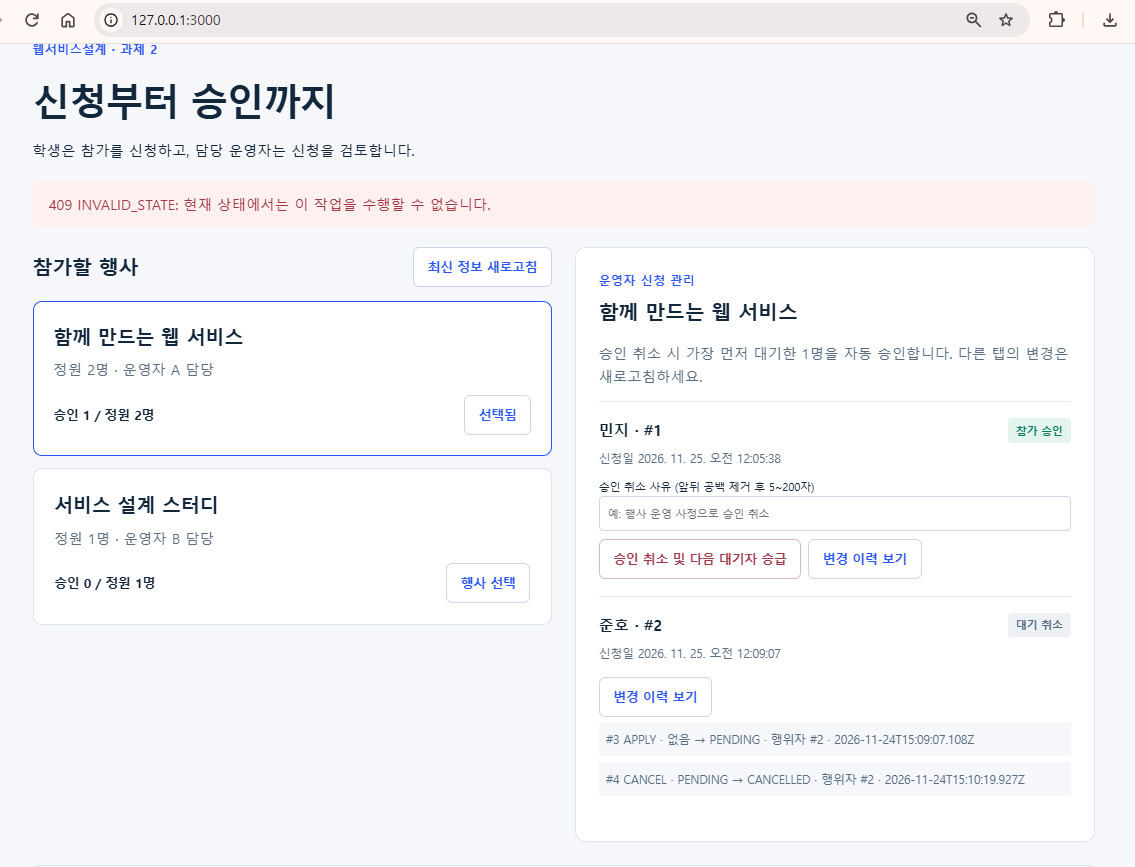 127.0.0.1:3000
웹서비스설계 · 과제 2
신청부터 승인까지
학생은 참가를 신청하고, 담당 운영자는 신청을 검토합니다.
409 INVALID_STATE: 현재 상태에서는 이 작업을 수행할 수 없습니다.
참가할 행사
최신 정보 새로고침
함께 만드는 웹 서비스
정원 2명 · 운영자 A 담당
승인 1 / 정원 2명
선택됨
서비스 설계 스터디
정원 1명 · 운영자 B 담당
승인 0 / 정원 1명
행사 선택
운영자 신청 관리
함께 만드는 웹 서비스
승인 취소 시 가장 먼저 대기한 1명을 자동 승인합니다. 다른 탭의 변경은
새로고침하세요.
민지 · #1
참가 승인
신청일 2026. 11. 25. 오전 12:05:38
승인 취소 사유 (앞뒤 공백 제거 후 5~200자)
예: 행사 운영 사정으로 승인 취소
승인 취소 및 다음 대기자 승급
변경 이력 보기
준호 · #2
대기 취소
신청일 2026. 11. 25. 오전 12:09:07
변경 이력 보기
#3 APPLY · 없음 → PENDING · 행위자 #2 · 2026-11-24T15:09:07.108Z
#4 CANCEL · PENDING → CANCELLED · 행위자 #2 · 2026-11-24T15:10:19.927Z